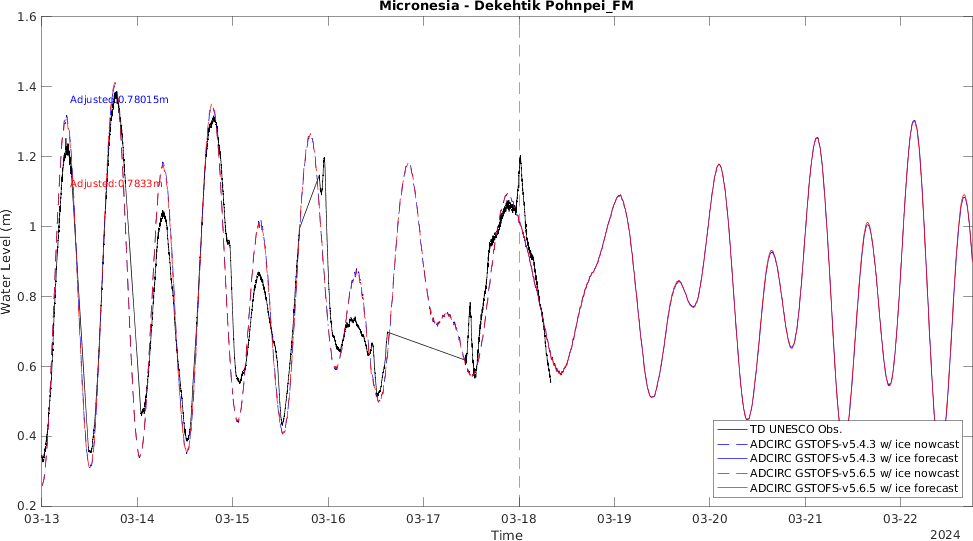 Micronesia - Dekehtik Pohnpei_FM
1.6
1.4
1.2
1
0.8
0.6
0.4
0.2
Water Level (m)
Adjusted:0.78015m
Adjusted:0.7833m
TD UNESCO Obs.
ADCIRC GSTOFS-v5.4.3 w/ ice nowcast
ADCIRC GSTOFS-v5.4.3 w/ ice forecast
ADCIRC GSTOFS-v5.6.5 w/ ice nowcast
ADCIRC GSTOFS-v5.6.5 w/ ice forecast
03-13 03-14 03-15 03-16 03-17 03-18 03-19 03-20 03-21 03-22
Time
2024